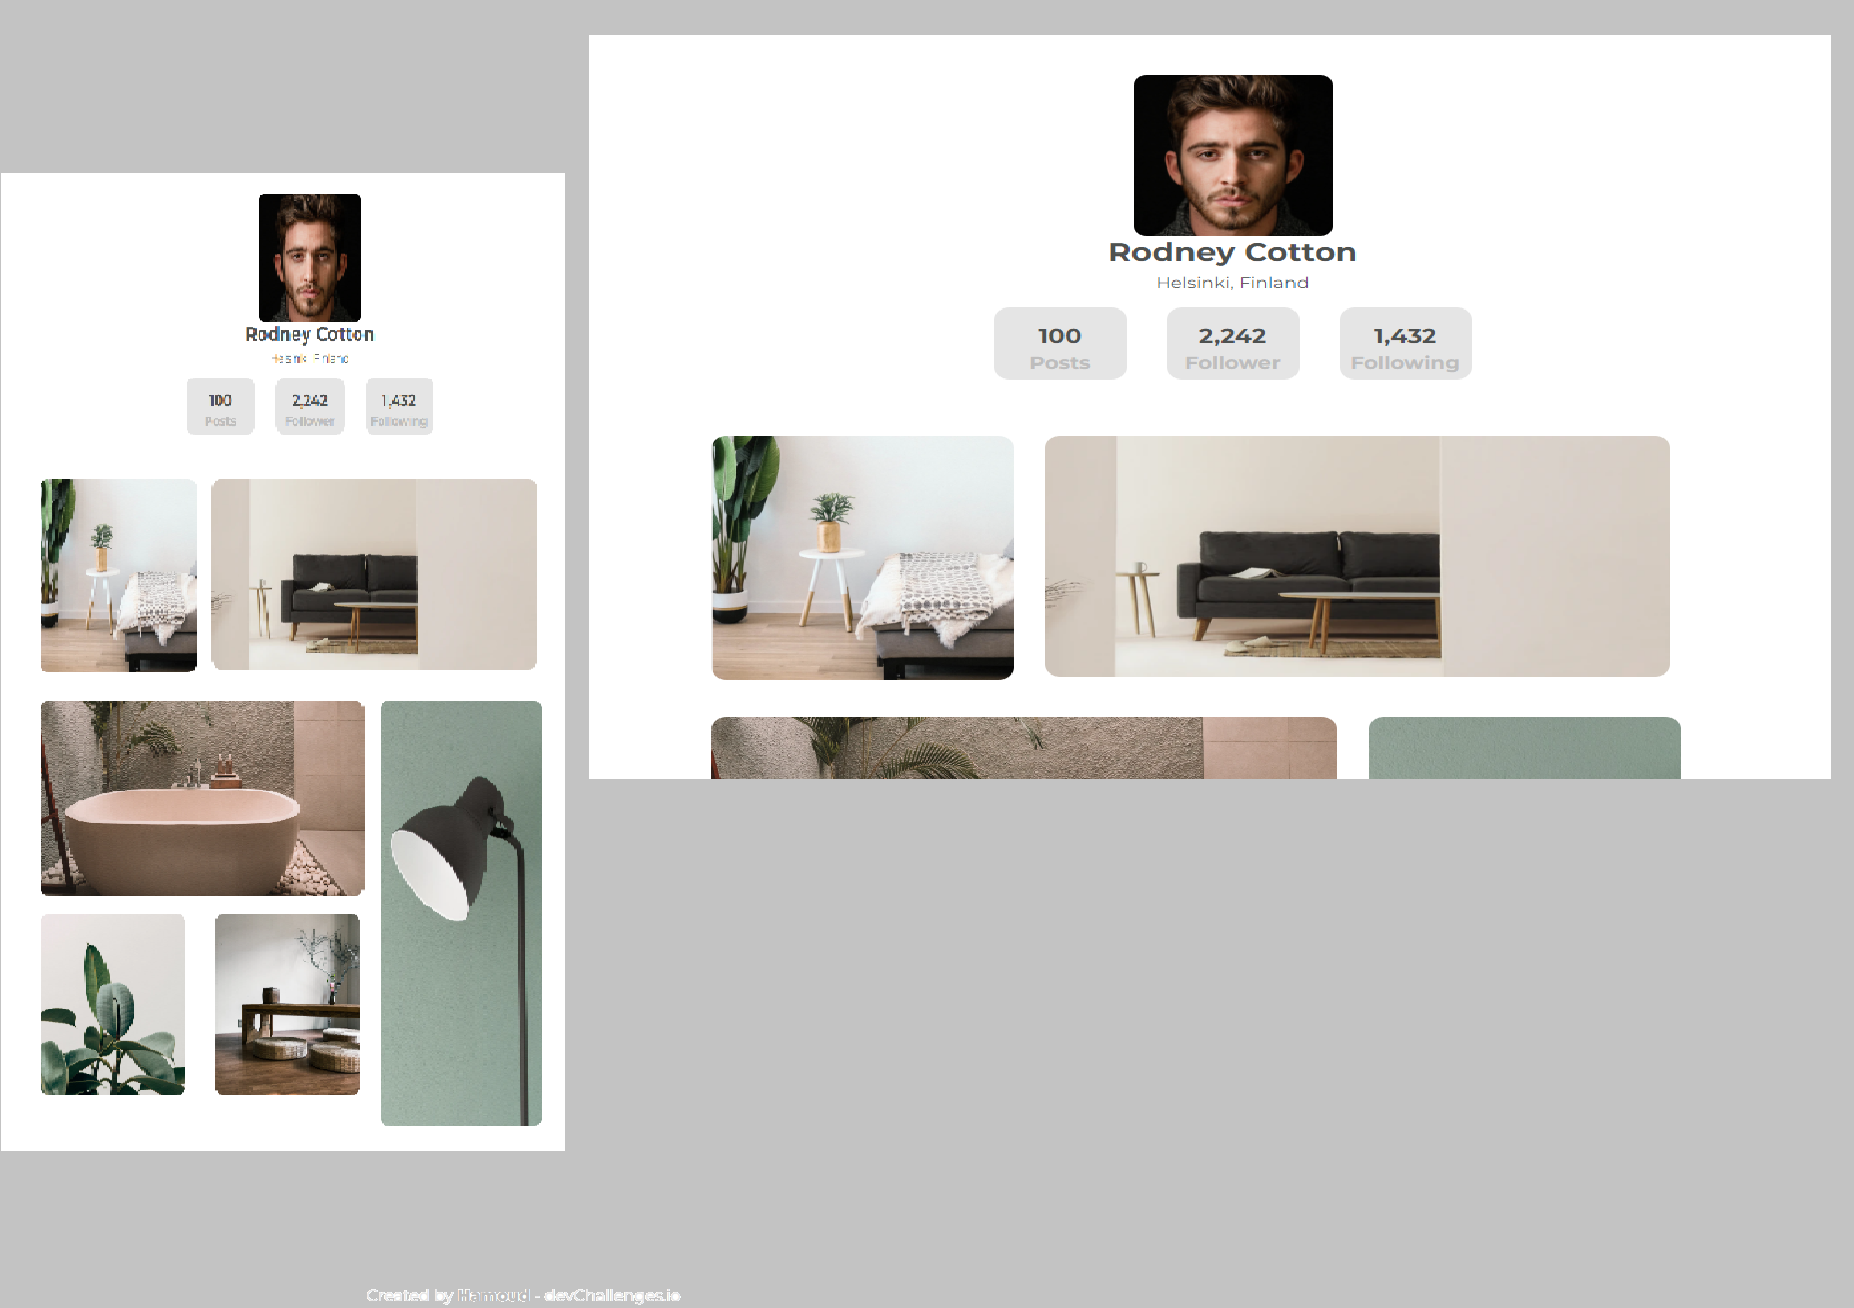 Rodney Cotton
Helsinki, Finland
100 2,242 1,432
Posts Follower Following
Rodney Cotton
Helsinki, Finland
100 2,242 1,432
Posts Follower Following
Created by Hamoud - devChallenges.io